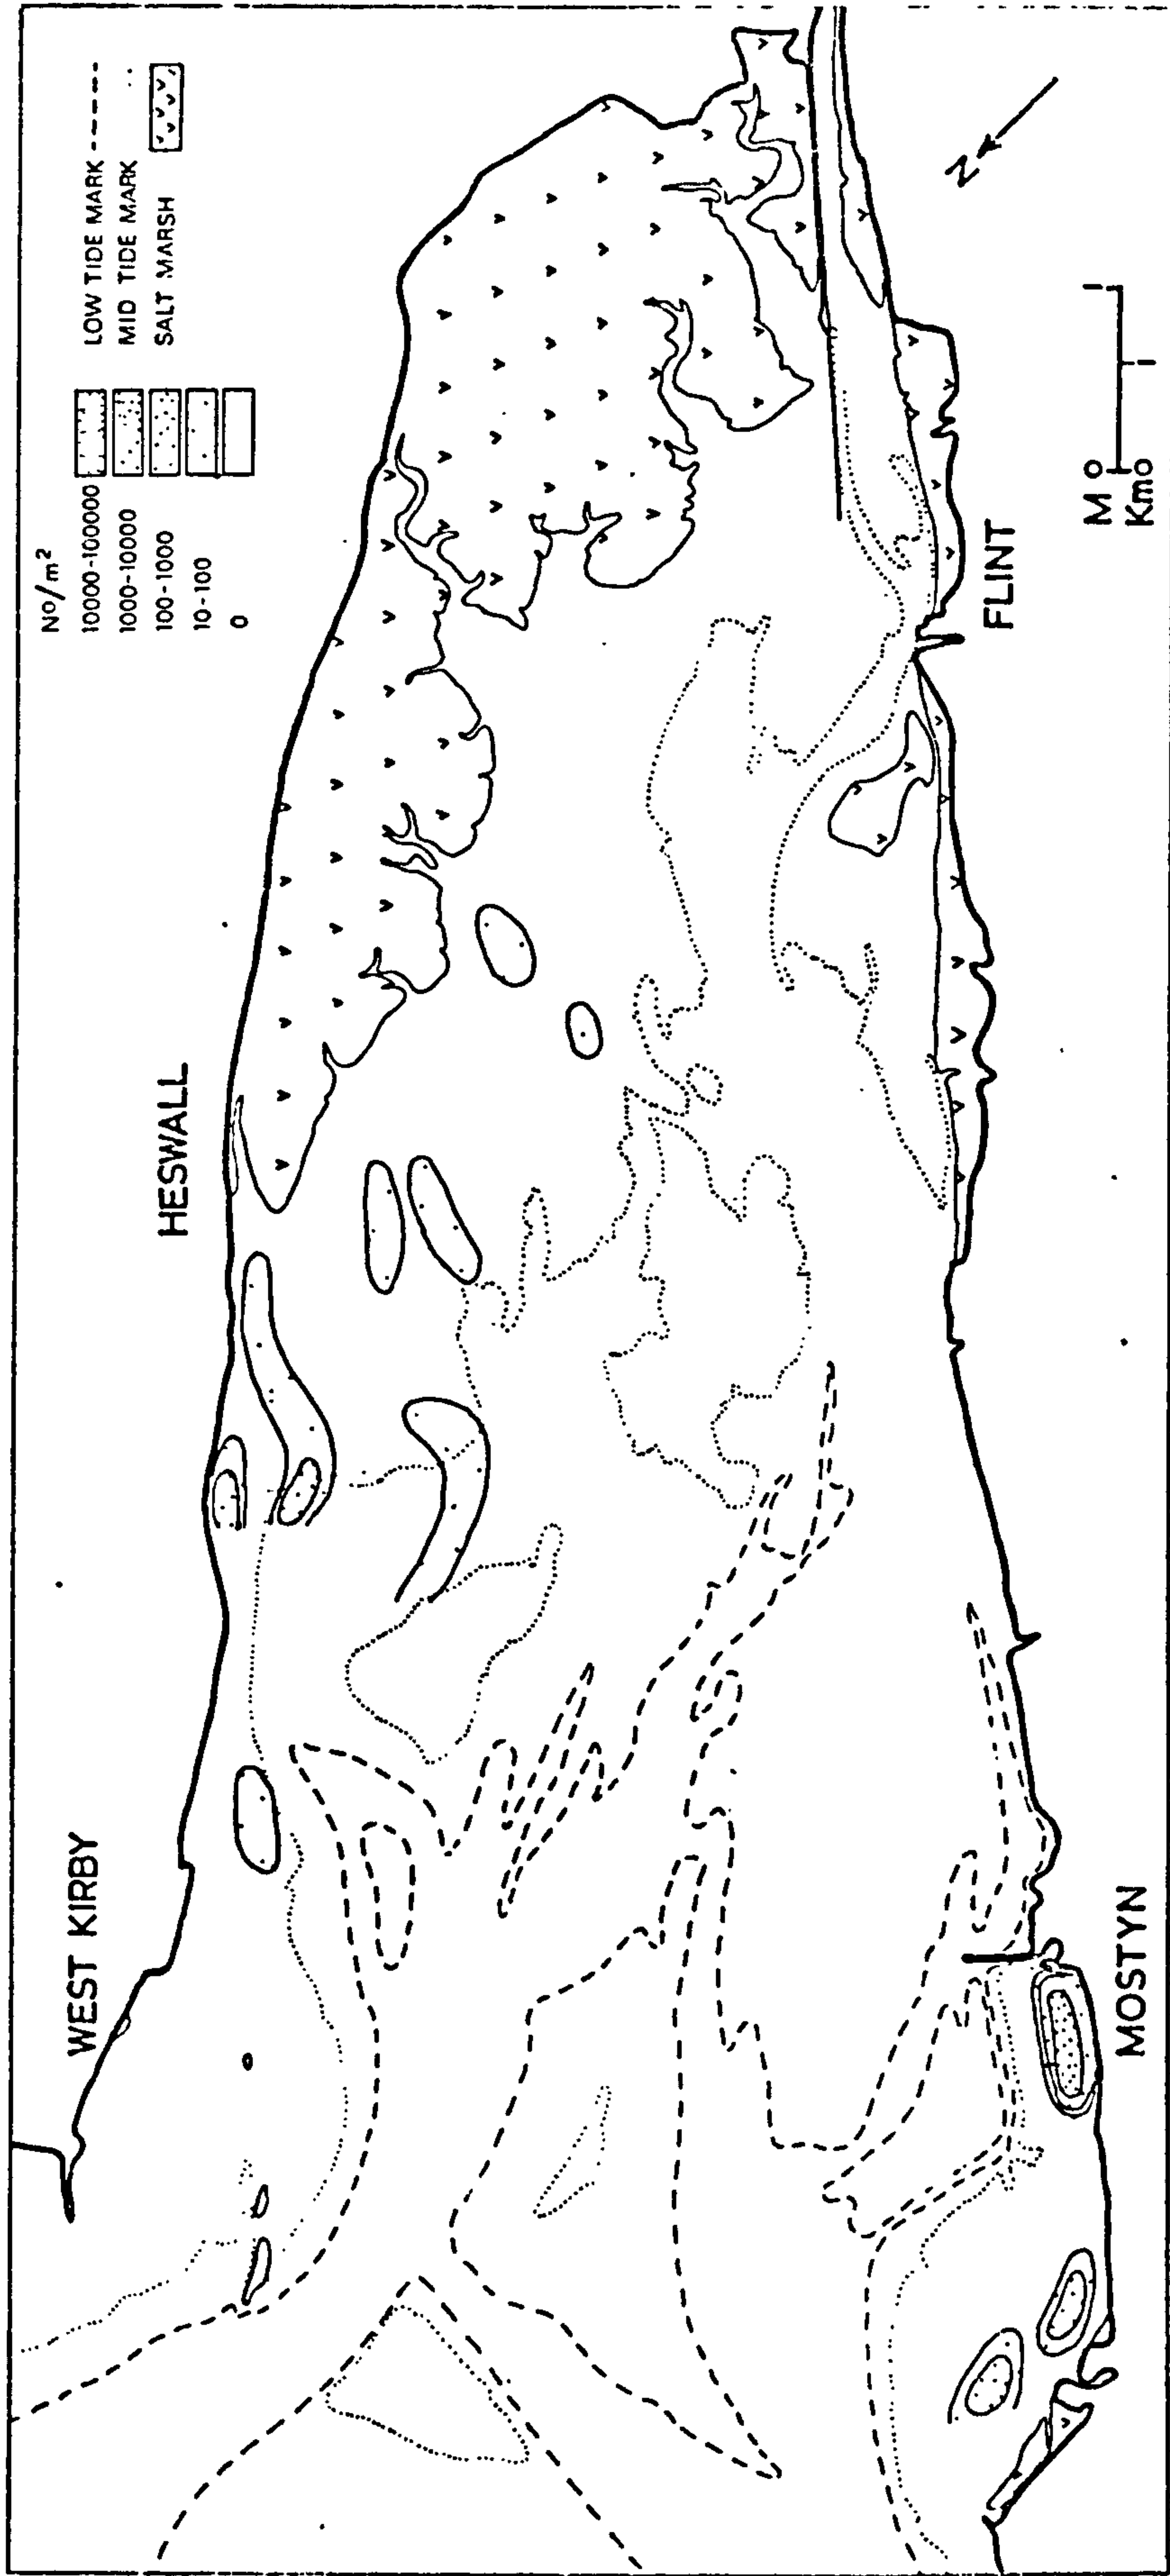 Nº/m²
10000-100000
1000-10000
100-1000
10-100
0
LOW TIDE MARK
MID TIDE MARK
SALT MARSH
WEST KIRBY
HESWALL
N
FLINT
MOSTYN
M 0 1
Km 0 1